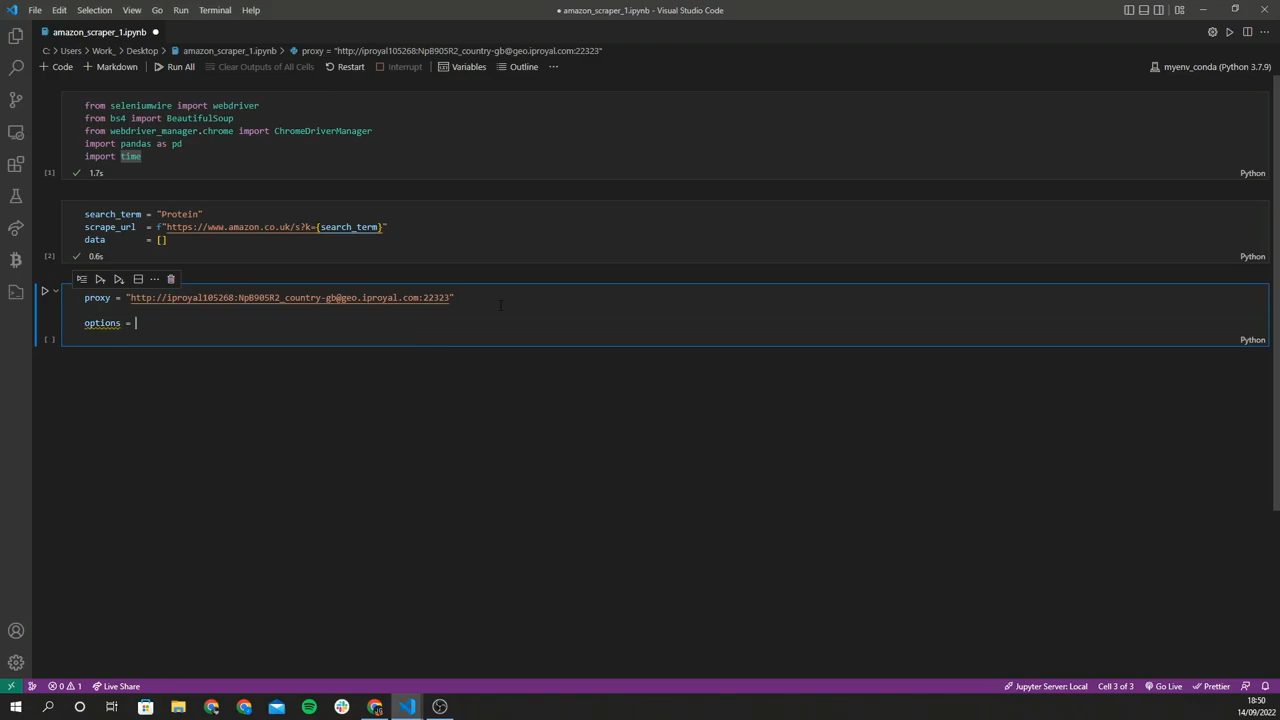 File Edit Selection View Go Run Terminal Help
amazon_scraper_1.ipynb - Visual Studio Code
amazon_scraper_1.ipynb
C: > Users > Work_ > Desktop > amazon_scraper_1.ipynb > proxy = "http://iproyal105268:NpB905R2_country-gb@geo.iproyal.com:22323"
+ Code + Markdown Run All Clear Outputs of All Cells Restart Interrupt Variables Outline ...
myenv_conda (Python 3.7.9)
from seleniumwire import webdriver
from bs4 import BeautifulSoup
from webdriver_manager.chrome import ChromeDriverManager
import pandas as pd
import time
[1] ✓ 1.7s Python
search_term = "Protein"
scrape_url = f"https://www.amazon.co.uk/s?k={search_term}"
data = []
[2] ✓ 0.6s Python
proxy = "http://iproyal105268:NpB905R2_country-gb@geo.iproyal.com:22323"
options =
[ ] Python
0 1 Live Share Jupyter Server: Local Cell 3 of 3 Go Live Prettier
18:50
14/09/2022